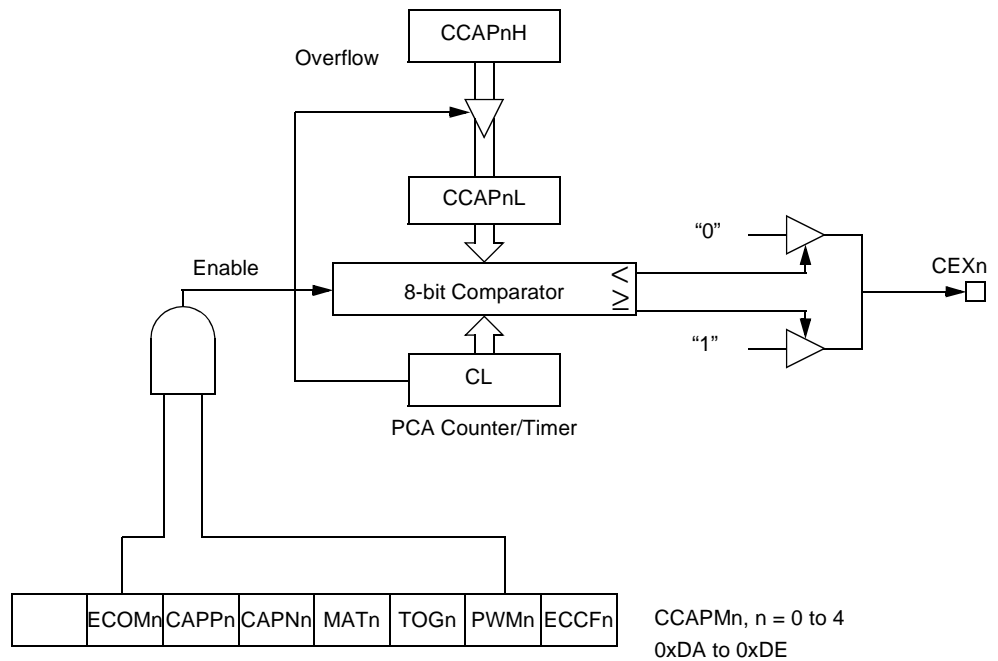 CCAPnH
Overflow
CCAPnL
“0”
Enable
8-bit Comparator
<
≥
CEXn
“1”
CL
PCA Counter/Timer
ECOMn CAPPn CAPNn MATn TOGn PWMn ECCFn
CCAPMn, n = 0 to 4
0xDA to 0xDE